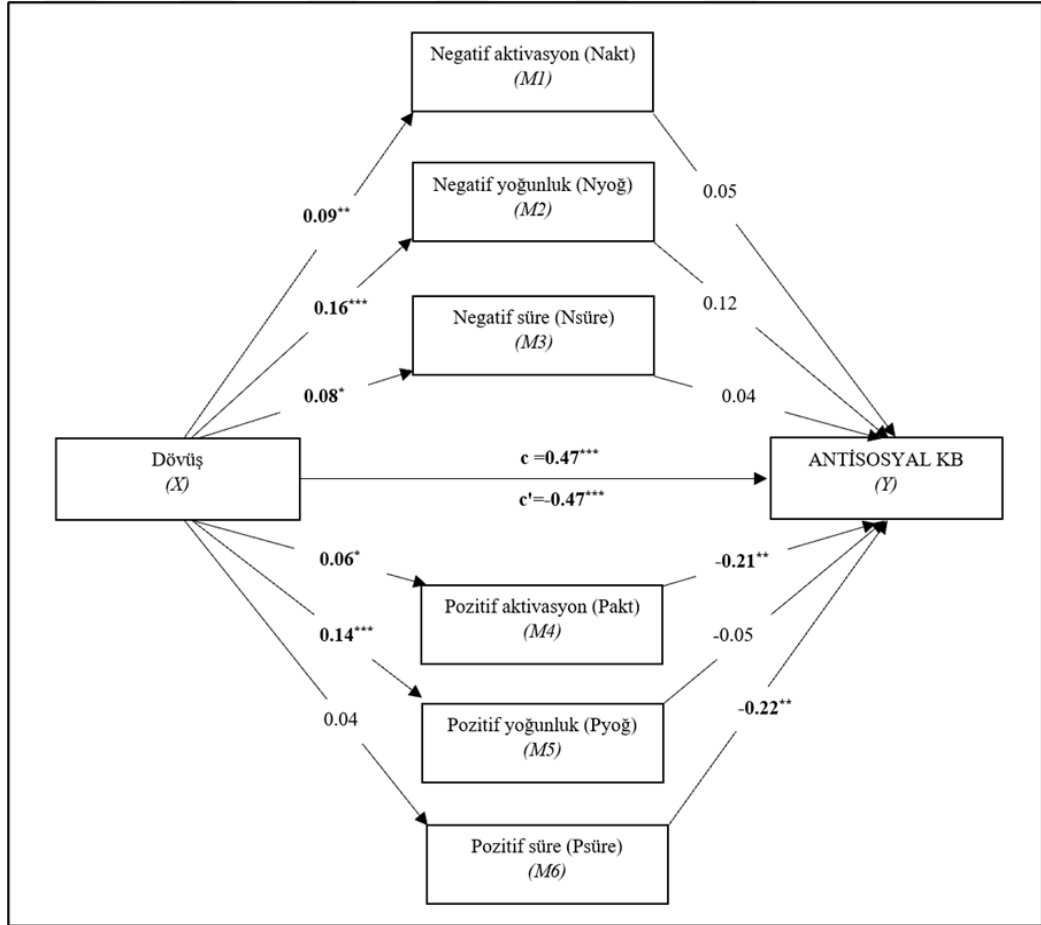 Negatif aktivasyon (Nakt)
(M1)
Negatif yoğunluk (Nyoğ)
(M2)
0.05
0.09**
Negatif süre (Nsüre)
(M3)
0.16***
0.12
0.08*
0.04
Dövüş
(X)
c =0.47***
c'=-0.47***
ANTİSOSYAL KB
(Y)
0.06*
-0.21**
Pozitif aktivasyon (Pakt)
(M4)
0.14***
-0.05
0.04
Pozitif yoğunluk (Pyoğ)
(M5)
-0.22**
Pozitif süre (Psüre)
(M6)